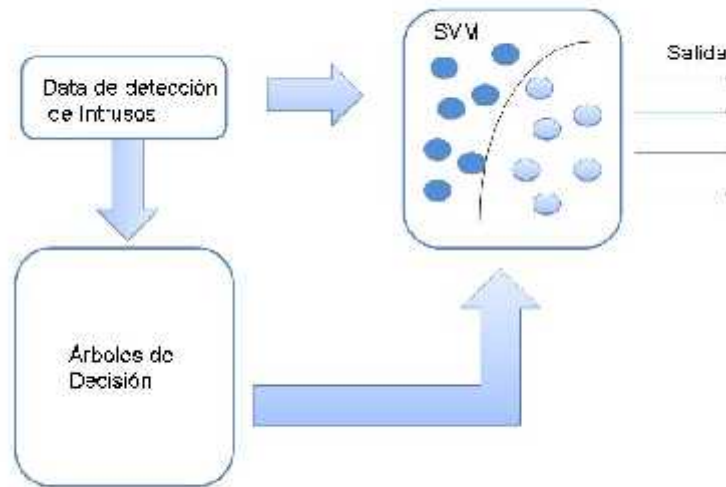 SVM
Salida
Data de detección
de Intrusos
Árboles de
Decisión